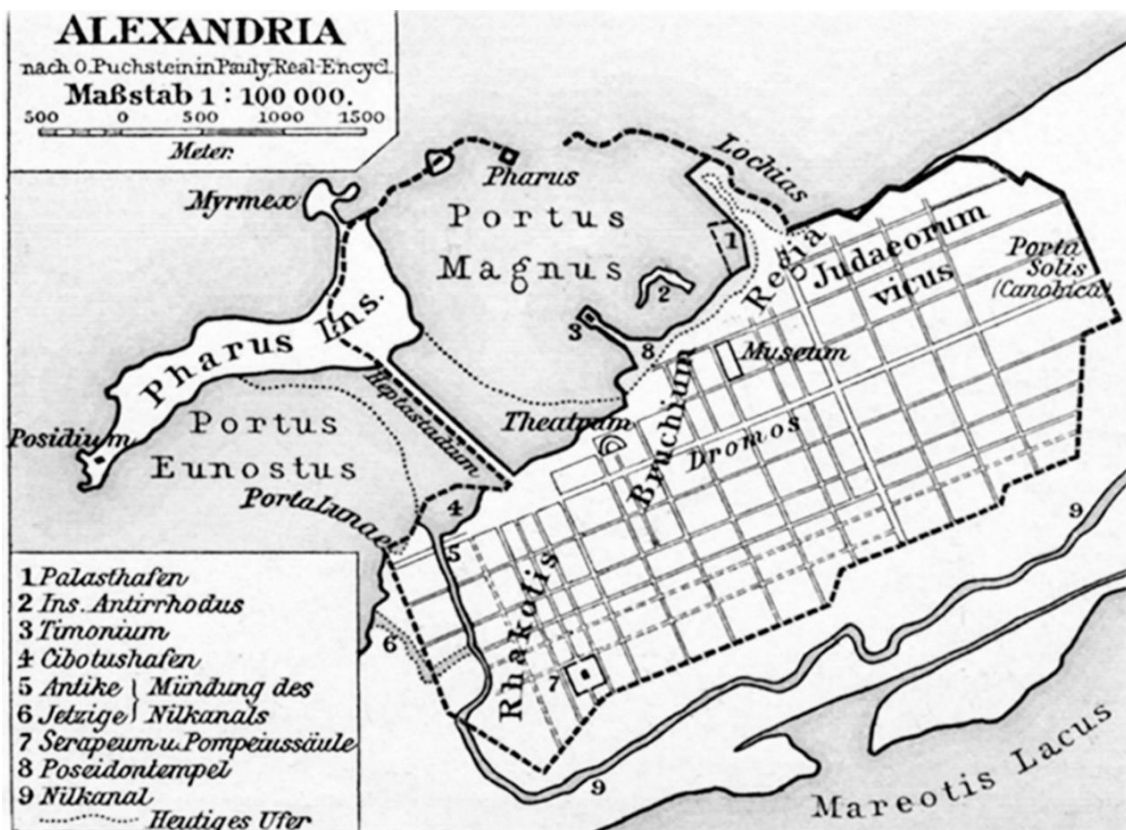 ALEXANDRIA
nach O. Puchstein in Pauly, Real-Encycl.
Maßstab 1 : 100 000.
500 0 500 1000 1500
Meter.
Myrmex
Pharus
Lochias
Portus
Magnus
1
2
3
8
Regia
Judaeorum
vicus
Porta
Solis
(Canobica)
Pharus Ins.
Heptastadium
Museum
Theatrum
Bruchium
Dromos
Posidium
Portus
Eunostus
Porta Lunae
4
5
6
Rhakotis
7
9
9
Mareotis Lacus
1 Palasthafen
2 Ins. Antirrhodus
3 Timonium
4 Cibotushafen
5 Antike } Mündung des
6 Jetzige } Nilkanals
7 Serapeum u. Pompeiussäule
8 Poseidontempel
9 Nilkanal
Heutiges Ufer